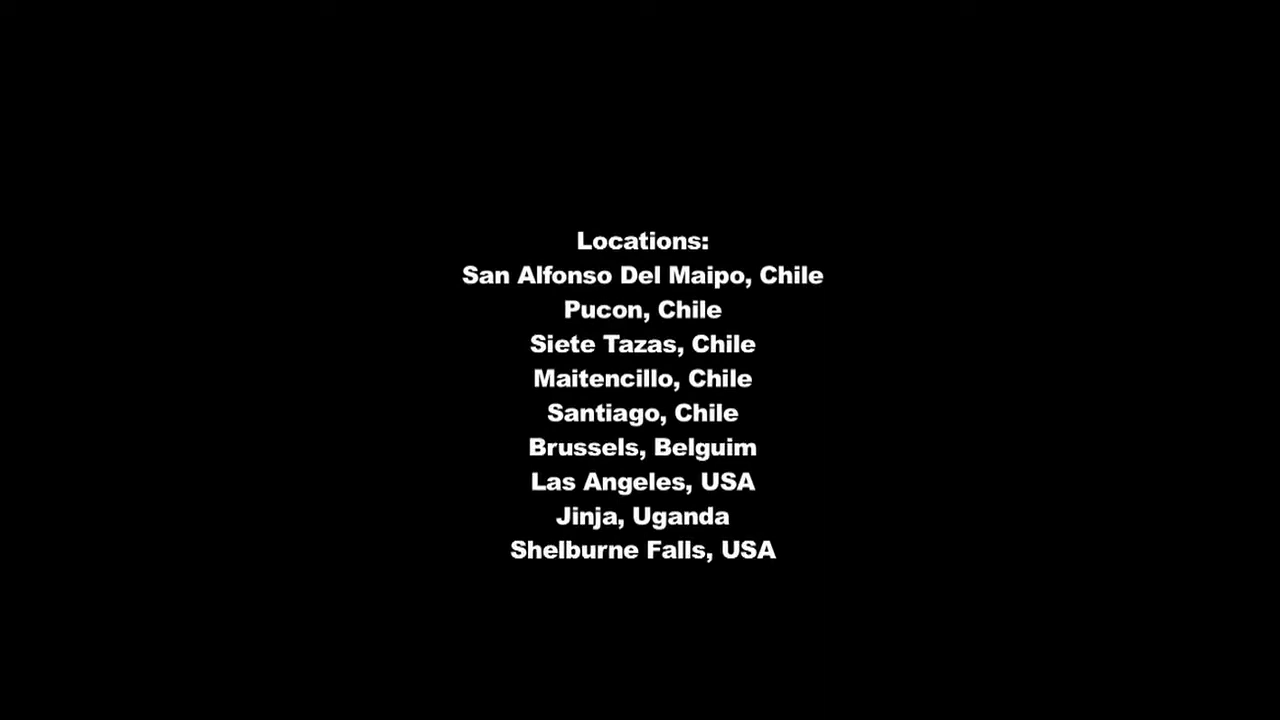 Locations:
San Alfonso Del Maipo, Chile
Pucon, Chile
Siete Tazas, Chile
Maitencillo, Chile
Santiago, Chile
Brussels, Belguim
Las Angeles, USA
Jinja, Uganda
Shelburne Falls, USA